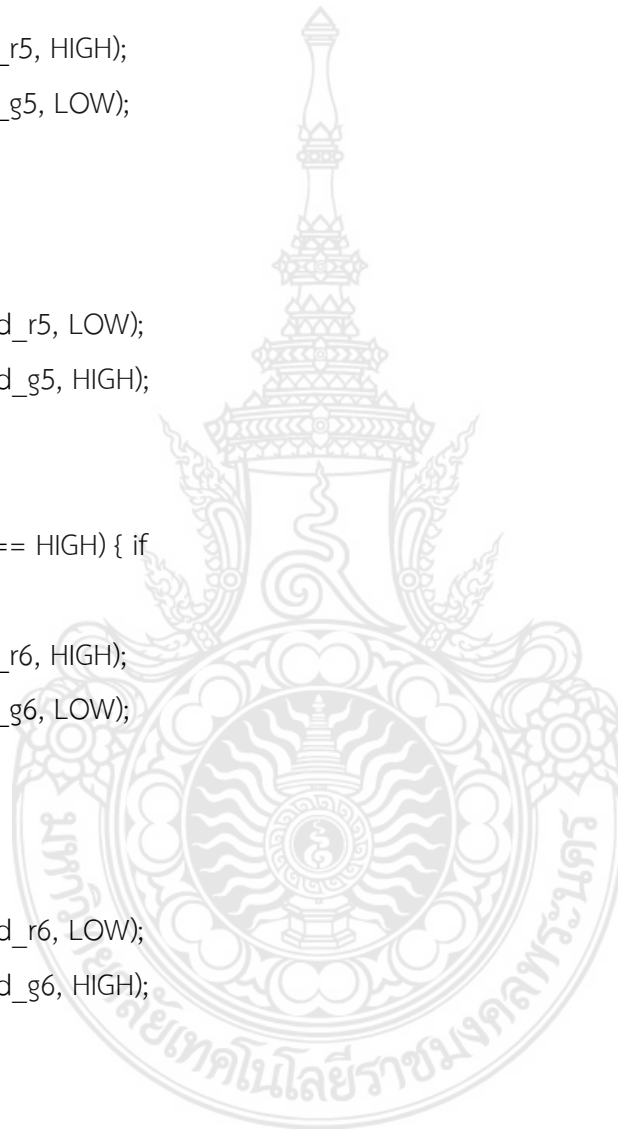 _r5, HIGH);
_g5, LOW);
d_r5, LOW);
d_g5, HIGH);
== HIGH) { if
_r6, HIGH);
_g6, LOW);
d_r6, LOW);
d_g6, HIGH);
มหาวิทยาลัยเทคโนโลยีราชมงคลพระนคร